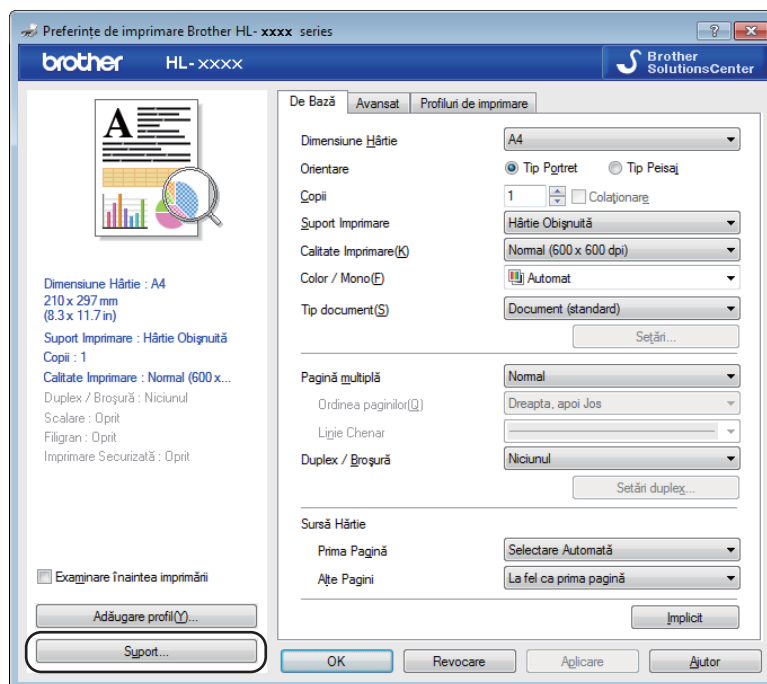 Preferințe de imprimare Brother HL- xxxx series
brother HL-xxxx
Brother
SolutionsCenter
A
Dimensiune Hârtie : A4
210 x 297 mm
(8.3 x 11.7 in)
Suport Imprimare : Hârtie Obişnuită
Copii : 1
Calitate Imprimare : Normal (600 x...
Duplex / Broşură : Niciunul
Scalare : Oprit
Filigran : Oprit
Imprimare Securizată : Oprit
Examinare înaintea imprimării
Adăugare profil(Y)...
Suport...
De Bază Avansat Profiluri de imprimare
Dimensiune Hârtie A4
Orientare Tip Portret Tip Peisaj
Copii 1 Colaţionare
Suport Imprimare Hârtie Obişnuită
Calitate Imprimare(K) Normal (600 x 600 dpi)
Color / Mono(F) Automat
Tip document(S) Document (standard)
Setări...
Pagină multiplă Normal
Ordinea paginilor(Q) Dreapta, apoi Jos
Linie Chenar
Duplex / Broşură Niciunul
Setări duplex...
Sursă Hârtie
Prima Pagină Selectare Automată
Alte Pagini La fel ca prima pagină
Implicit
OK Revocare Aplicare Ajutor